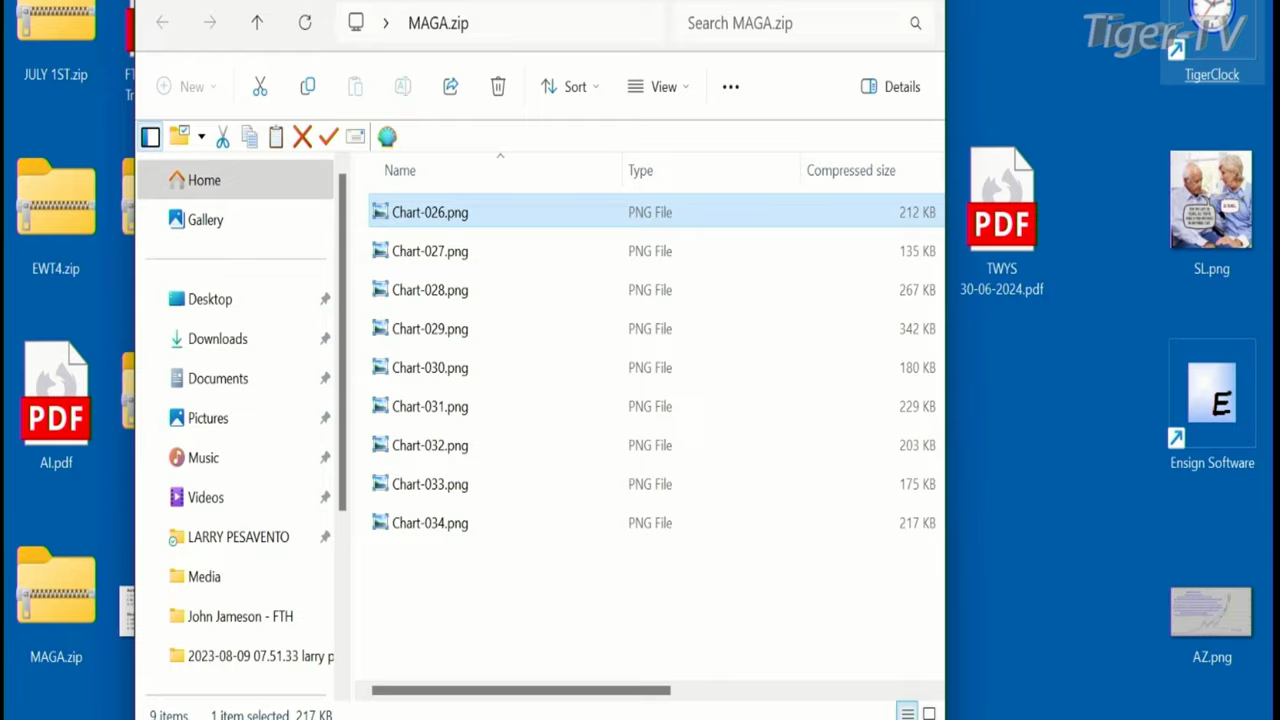 MAGA.zip
Search MAGA.zip
Tiger-TV
New
Sort
View
Details
Name
Type
Compressed size
Home
Gallery
Desktop
Downloads
Documents
Pictures
Music
Videos
LARRY PESAVENTO
Media
John Jameson - FTH
2023-08-09 07.51.33 larry p
Chart-026.png PNG File 212 KB
Chart-027.png PNG File 135 KB
Chart-028.png PNG File 267 KB
Chart-029.png PNG File 342 KB
Chart-030.png PNG File 180 KB
Chart-031.png PNG File 229 KB
Chart-032.png PNG File 203 KB
Chart-033.png PNG File 175 KB
Chart-034.png PNG File 217 KB
9 items
1 item selected 217 KB
JULY 1ST.zip
EWT4.zip
PDF
AI.pdf
MAGA.zip
FT
Tr
PDF
TWYS
30-06-2024.pdf
TigerClock
SL.png
E
Ensign Software
AZ.png